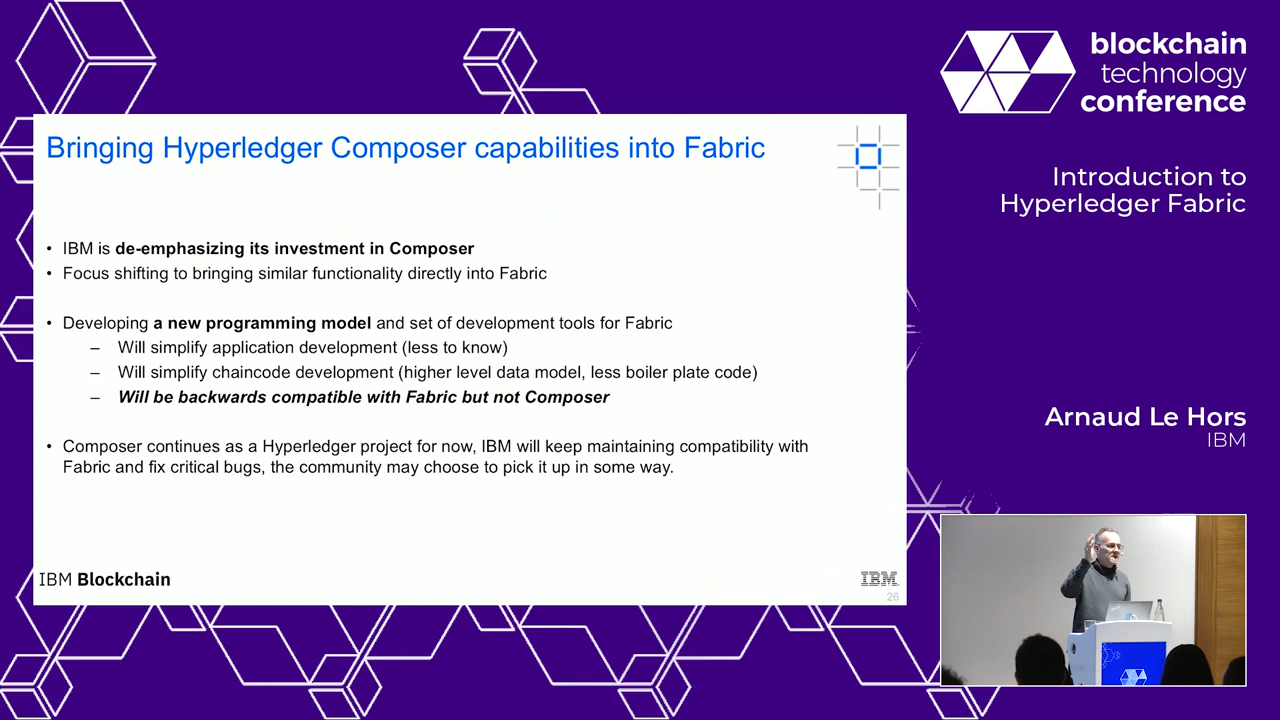 Bringing Hyperledger Composer capabilities into Fabric
• IBM is de-emphasizing its investment in Composer
• Focus shifting to bringing similar functionality directly into Fabric
• Developing a new programming model and set of development tools for Fabric
– Will simplify application development (less to know)
– Will simplify chaincode development (higher level data model, less boiler plate code)
– Will be backwards compatible with Fabric but not Composer
• Composer continues as a Hyperledger project for now, IBM will keep maintaining compatibility with
Fabric and fix critical bugs, the community may choose to pick it up in some way.
IBM Blockchain
IBM
26
blockchain
technology
conference
Introduction to
Hyperledger Fabric
Arnaud Le Hors
IBM